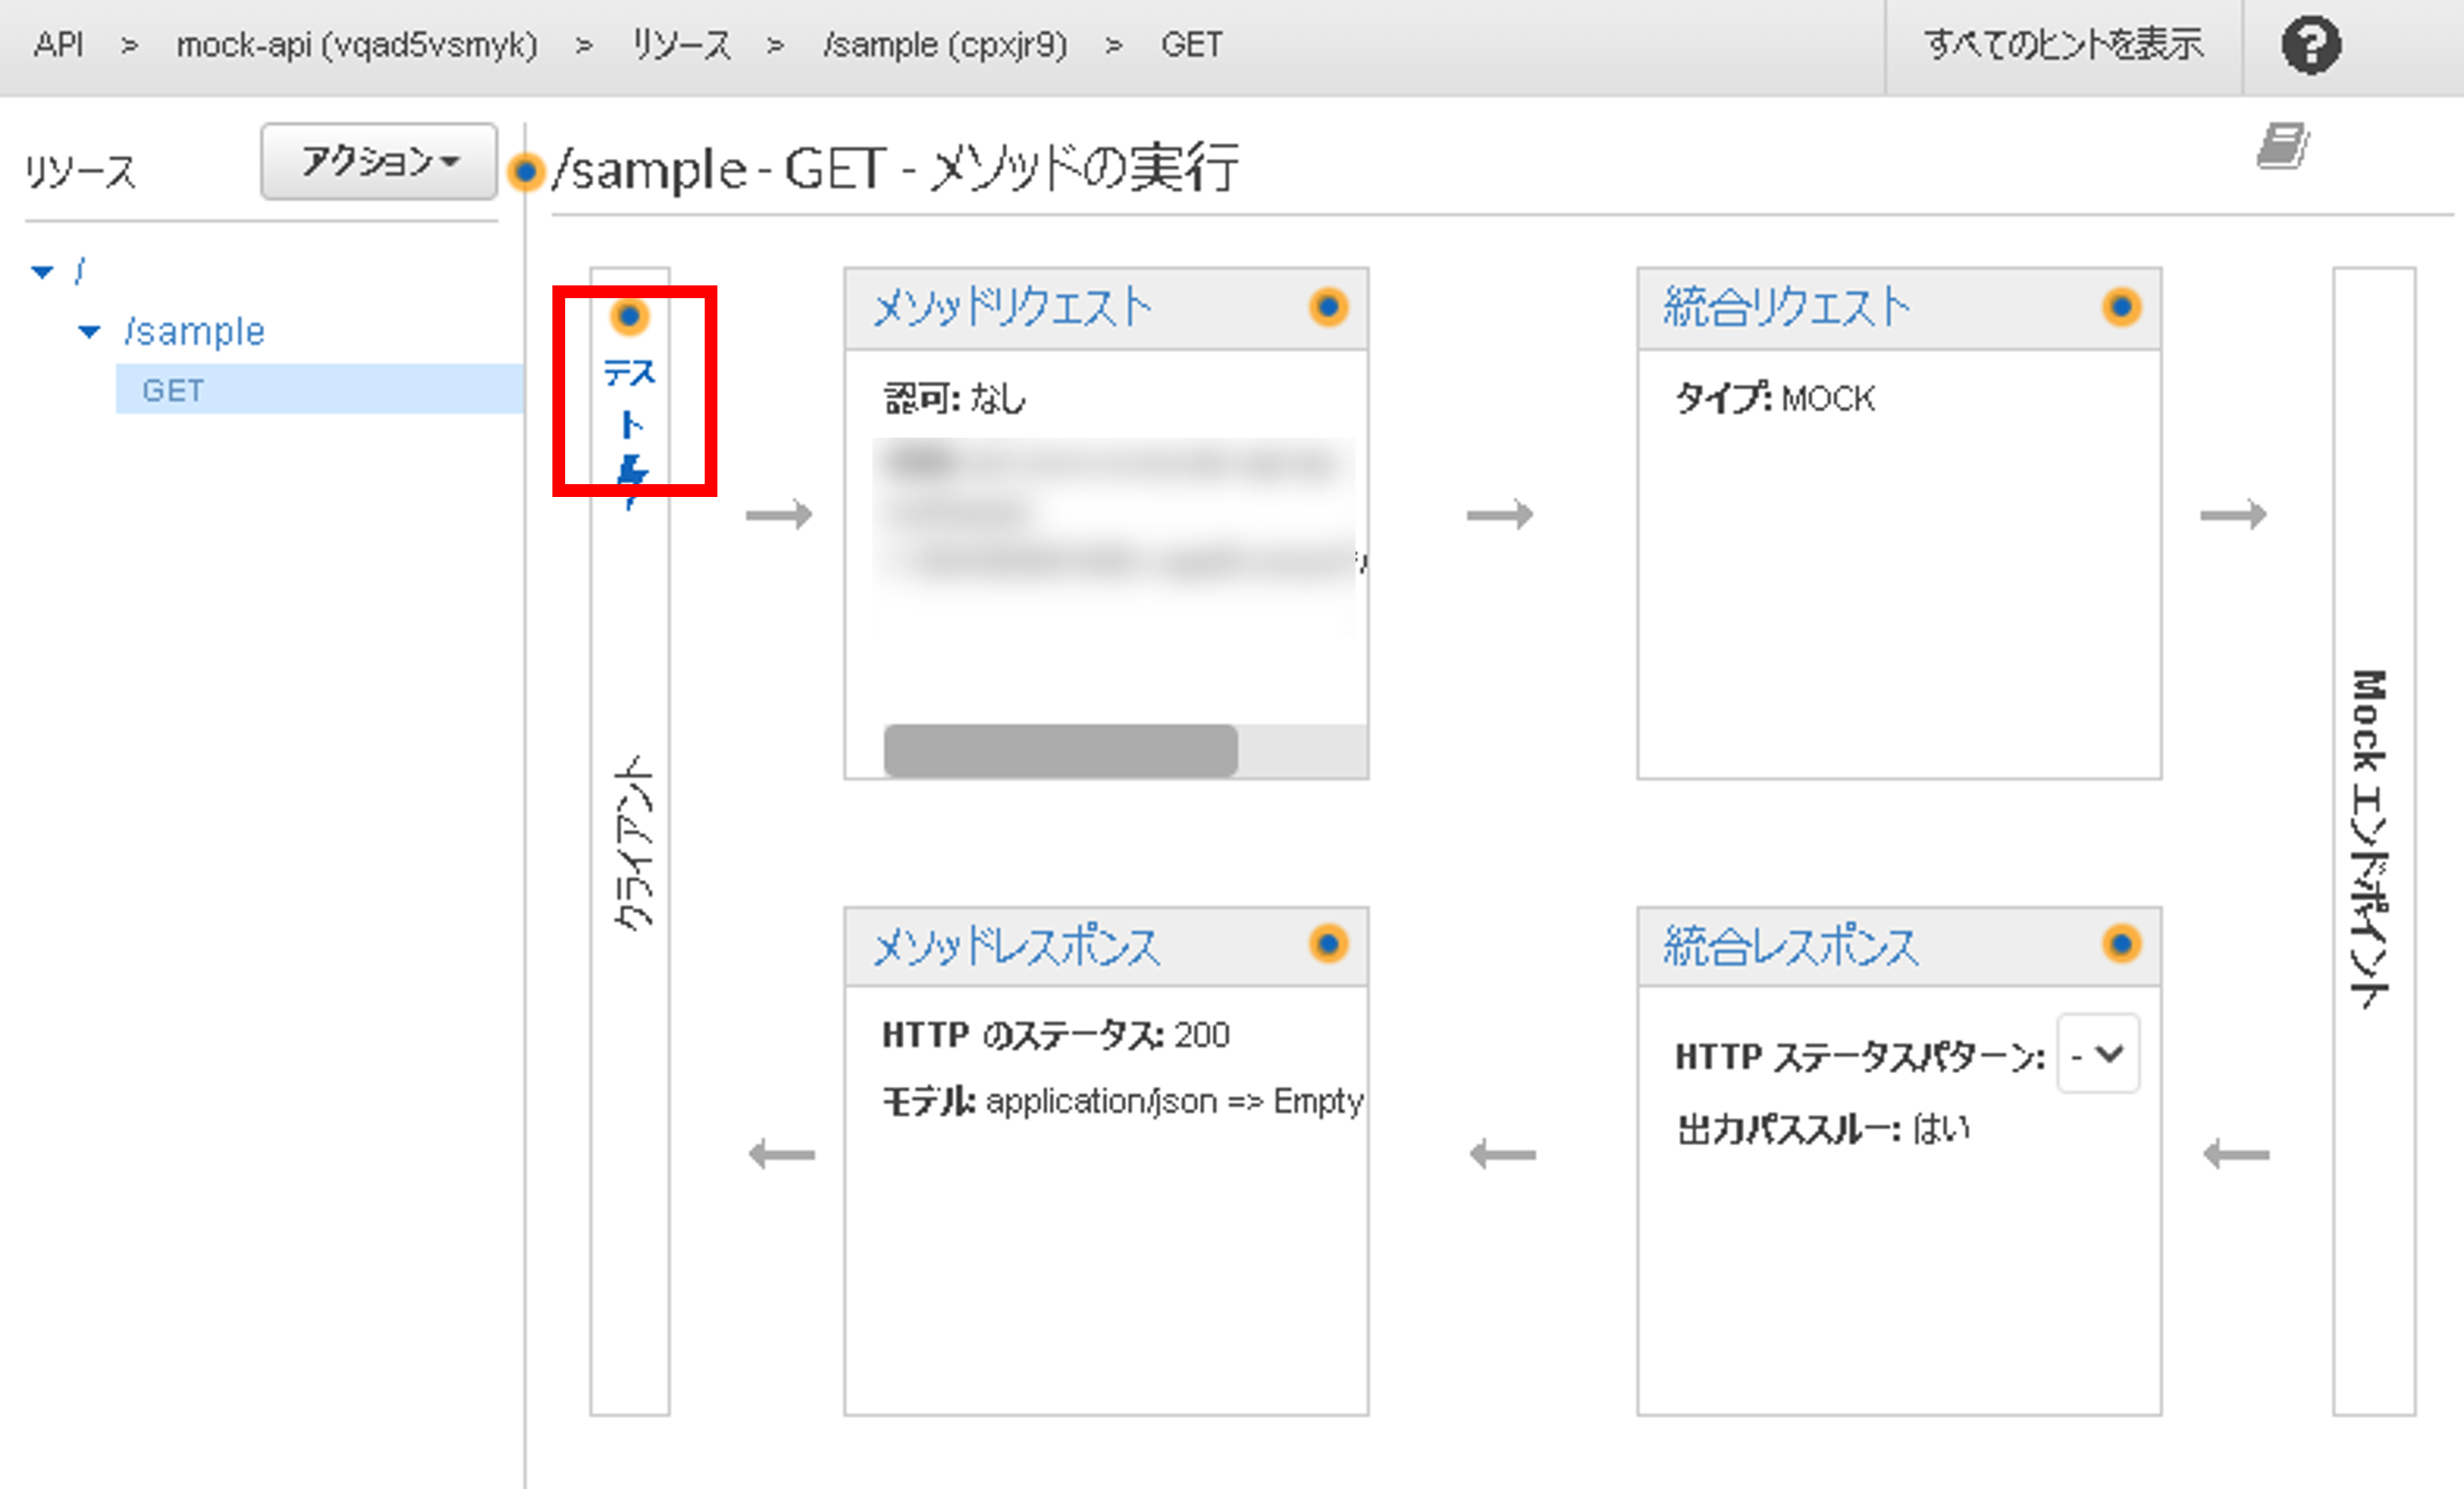 API > mock-api (vqad5vsmyk) > リソース > /sample (cpxjr9) > GET
すべてのヒントを表示
リソース
アクション
/sample - GET - メソッドの実行
/
/sample
GET
テス
ト
クライアント
メソッドリクエスト
認可: なし
統合リクエスト
タイプ: MOCK
Mock エンドポイント
メソッドレスポンス
HTTP のステータス: 200
モデル: application/json => Empty
統合レスポンス
HTTP ステータスパターン: -
出力パススルー: はい